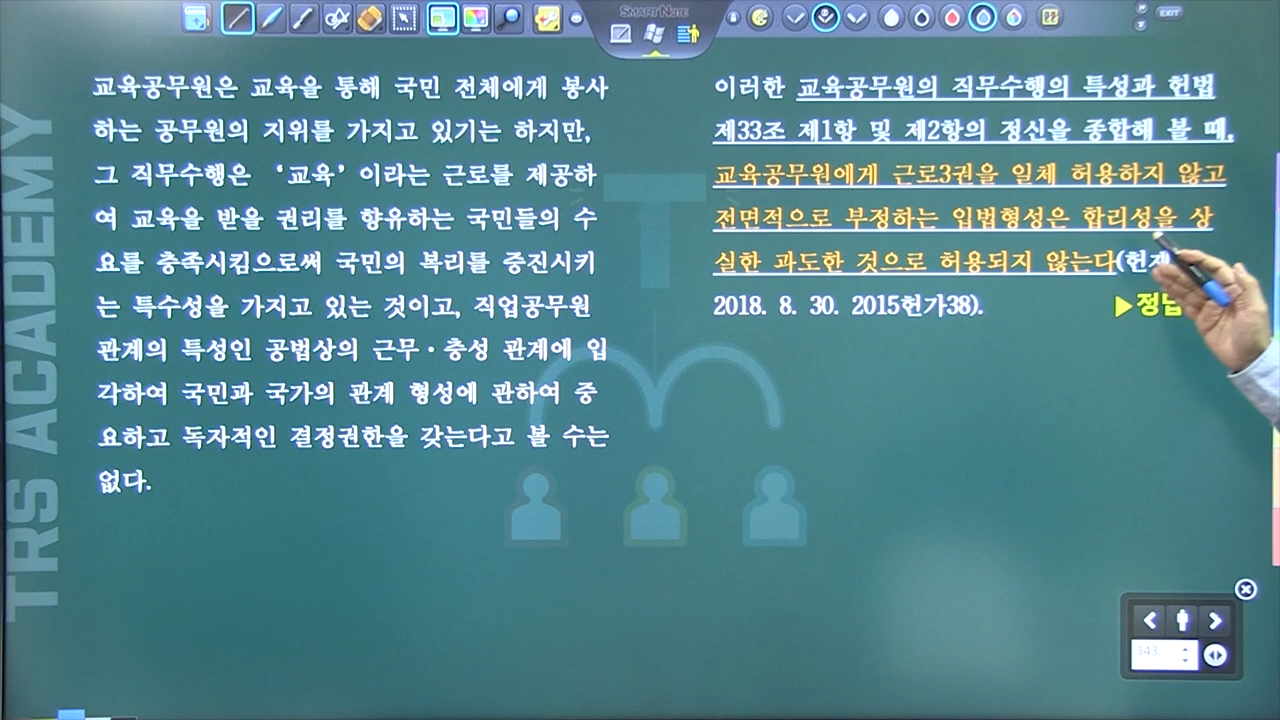 SMART NOTE
EXIT
TRS ACADEMY
교육공무원은 교육을 통해 국민 전체에게 봉사
하는 공무원의 지위를 가지고 있기는 하지만,
그 직무수행은 ‘교육’이라는 근로를 제공하
여 교육을 받을 권리를 향유하는 국민들의 수
요를 충족시킴으로써 국민의 복리를 증진시키
는 특수성을 가지고 있는 것이고, 직업공무원
관계의 특성인 공법상의 근무·충성 관계에 입
각하여 국민과 국가의 관계 형성에 관하여 중
요하고 독자적인 결정권한을 갖는다고 볼 수는
없다.
이러한 교육공무원의 직무수행의 특성과 헌법
제33조 제1항 및 제2항의 정신을 종합해 볼 때,
교육공무원에게 근로3권을 일체 허용하지 않고
전면적으로 부정하는 입법형성은 합리성을 상
실한 과도한 것으로 허용되지 않는다(헌재
2018. 8. 30. 2015헌가38).
▶정답
343